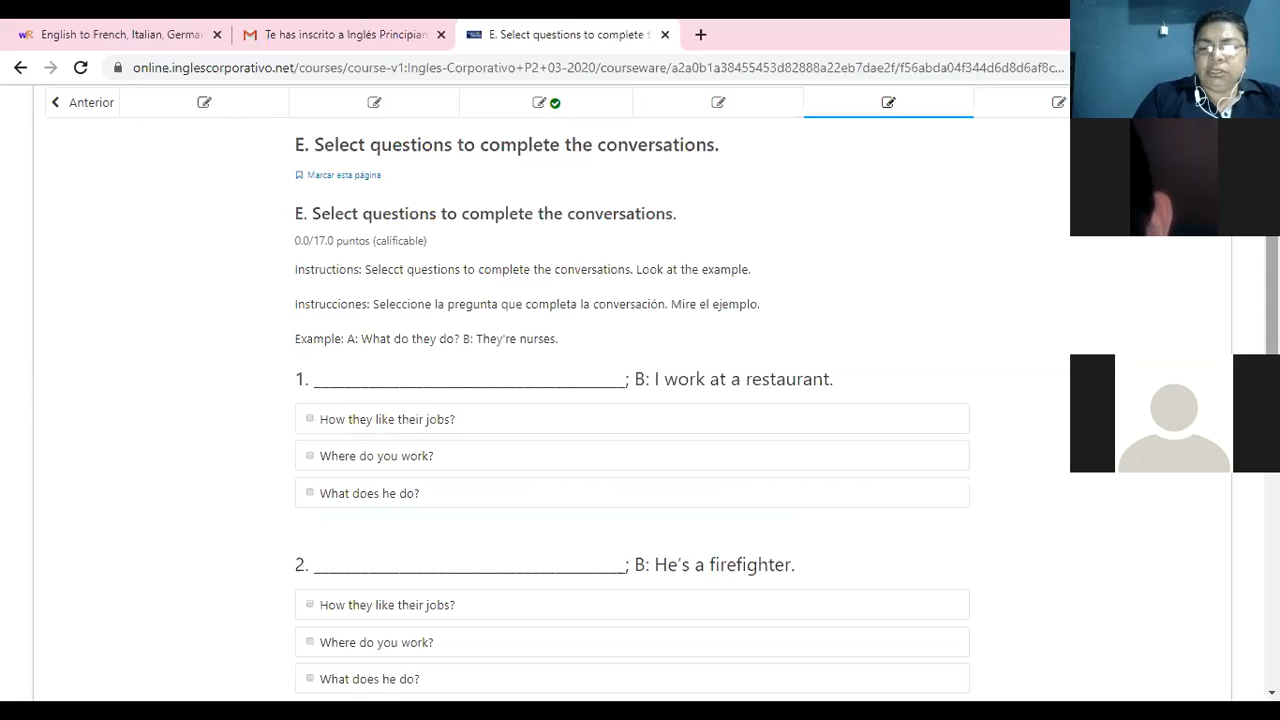 English to French, Italian, Germa
Te has inscrito a Inglés Principian
E. Select questions to complete t
online.inglescorporativo.net/courses/course-v1:Ingles-Corporativo+P2+03-2020/courseware/a2a0b1a38455453d82888a22eb7dae2f/f56abda04f344d6d8d6af8c...
Anterior
E. Select questions to complete the conversations.
Marcar esta página
E. Select questions to complete the conversations.
0.0/17.0 puntos (calificable)
Instructions: Selecct questions to complete the conversations. Look at the example.
Instrucciones: Seleccione la pregunta que completa la conversación. Mire el ejemplo.
Example: A: What do they do? B: They're nurses.
1. ________________________________; B: I work at a restaurant.
How they like their jobs?
Where do you work?
What does he do?
2. ________________________________; B: He's a firefighter.
How they like their jobs?
Where do you work?
What does he do?